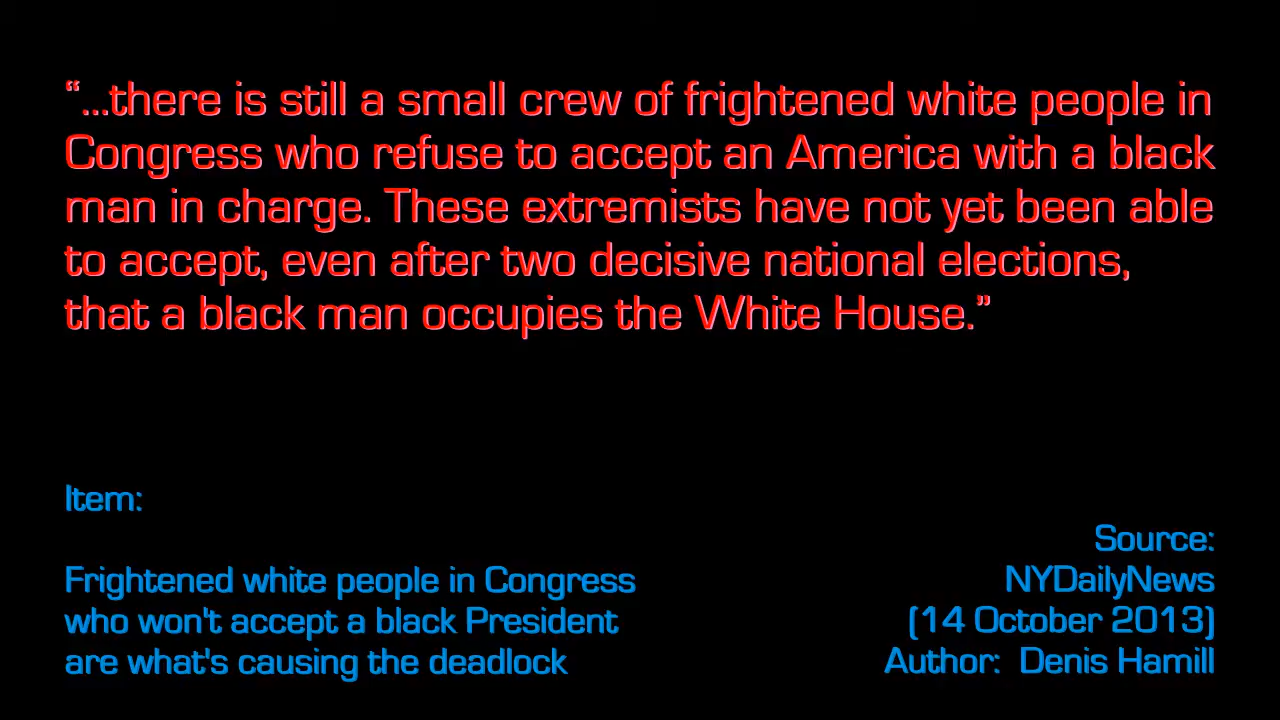 “...there is still a small crew of frightened white people in
Congress who refuse to accept an America with a black
man in charge. These extremists have not yet been able
to accept, even after two decisive national elections,
that a black man occupies the White House.”
Item:
Frightened white people in Congress
who won't accept a black President
are what's causing the deadlock
Source:
NYDailyNews
(14 October 2013)
Author:  Denis Hamill